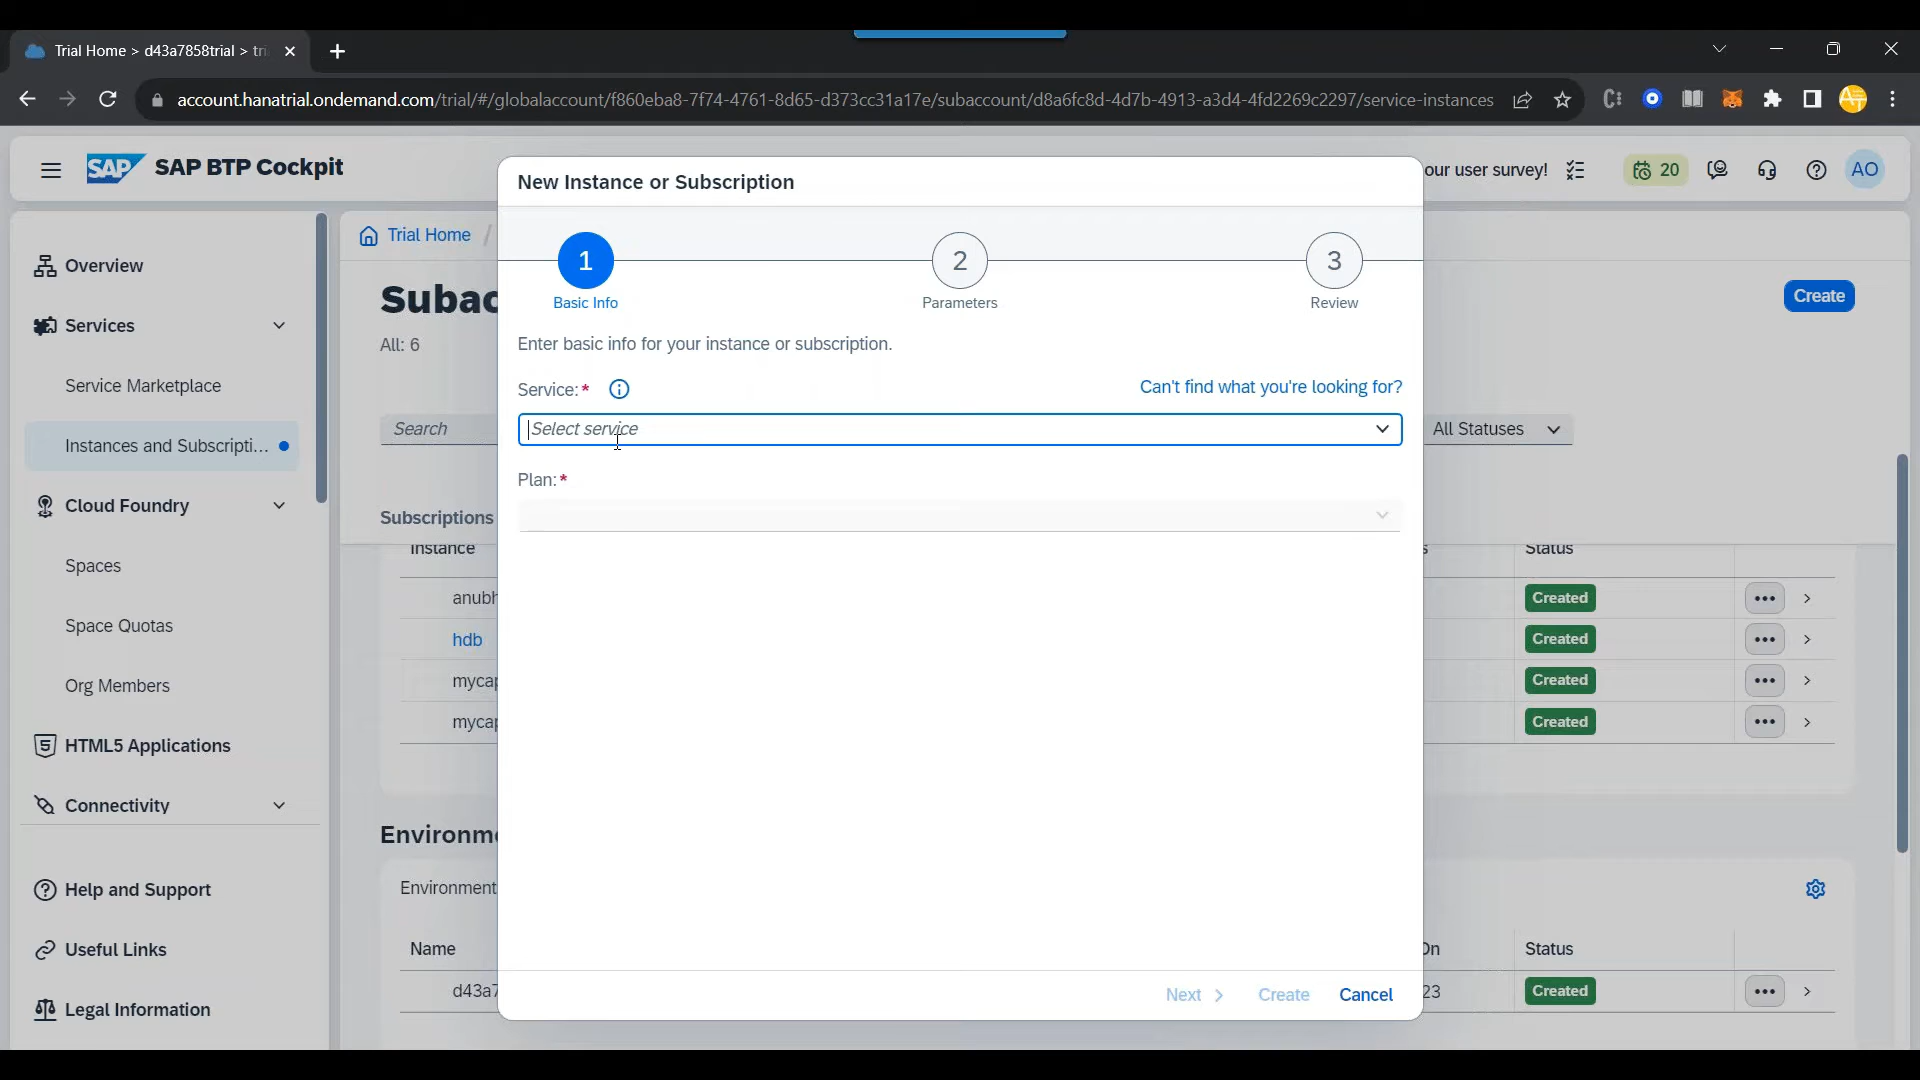 Trial Home > d43a7858trial > tri
account.hanatrial.ondemand.com/trial/#/globalaccount/f860eba8-7f74-4761-8d65-d373cc31a17e/subaccount/d8a6fc8d-4d7b-4913-a3d4-4fd2269c2297/service-instances
SAP
SAP BTP Cockpit
our user survey!
20
AO
Overview
Services
Service Marketplace
Instances and Subscripti...
Cloud Foundry
Spaces
Space Quotas
Org Members
HTML5 Applications
Connectivity
Help and Support
Useful Links
Legal Information
Trial Home /
Subac
All: 6
Create
Search
All Statuses
Subscriptions
Instance
Status
anubh
Created
hdb
Created
mycap
Created
mycap
Created
Environme
Environment
Name
On
Status
d43a7
23
Created
New Instance or Subscription
1
2
3
Basic Info
Parameters
Review
Enter basic info for your instance or subscription.
Service:*
Can't find what you're looking for?
Select service
Plan:*
Next
Create
Cancel